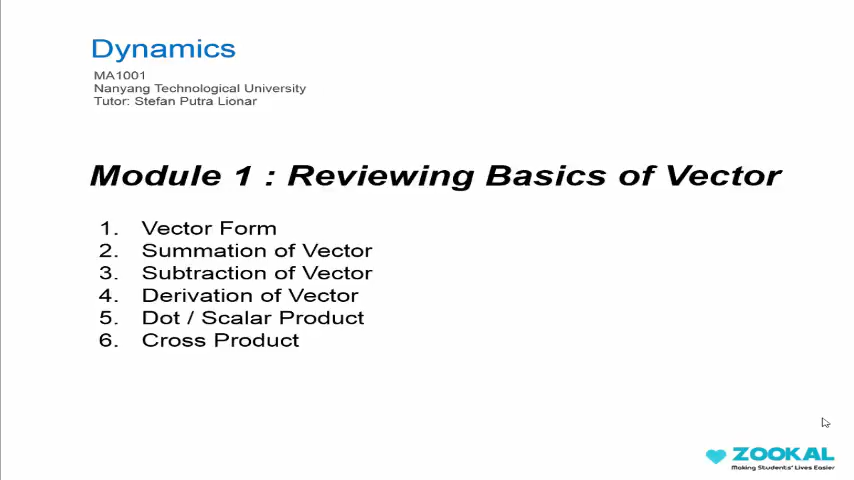 Dynamics
MA1001
Nanyang Technological University
Tutor: Stefan Putra Lionar
Module 1 : Reviewing Basics of Vector
1. Vector Form
2. Summation of Vector
3. Subtraction of Vector
4. Derivation of Vector
5. Dot / Scalar Product
6. Cross Product
ZOOKAL
Making Students' Lives Easier